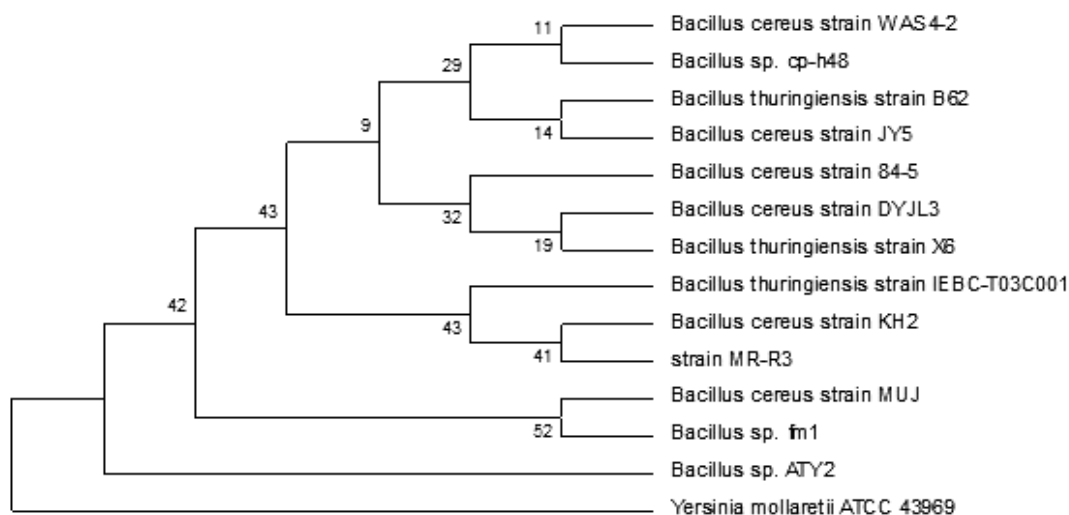 11
Bacillus cereus strain WAS4-2
Bacillus sp. cp-h48
29
Bacillus thuringiensis strain B62
14
Bacillus cereus strain JY5
9
Bacillus cereus strain 84-5
32
Bacillus cereus strain DYJL3
19
Bacillus thuringiensis strain X6
43
Bacillus thuringiensis strain IEBC-T03C001
43
Bacillus cereus strain KH2
41
strain MR-R3
42
Bacillus cereus strain MUJ
52
Bacillus sp. fm1
Bacillus sp. ATY2
Yersinia mollaretii ATCC 43969